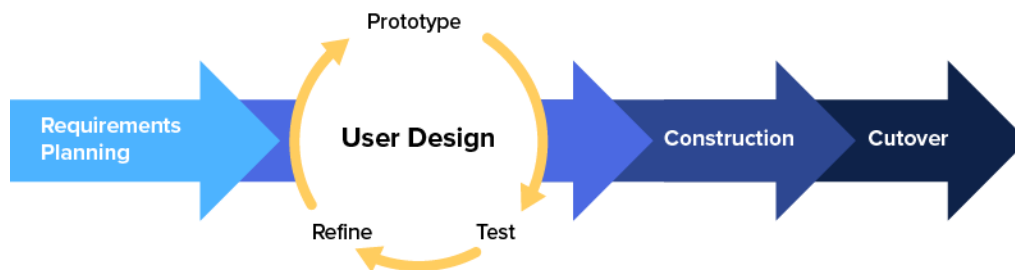 Prototype
Requirements
Planning
User Design
Construction
Cutover
Refine
Test